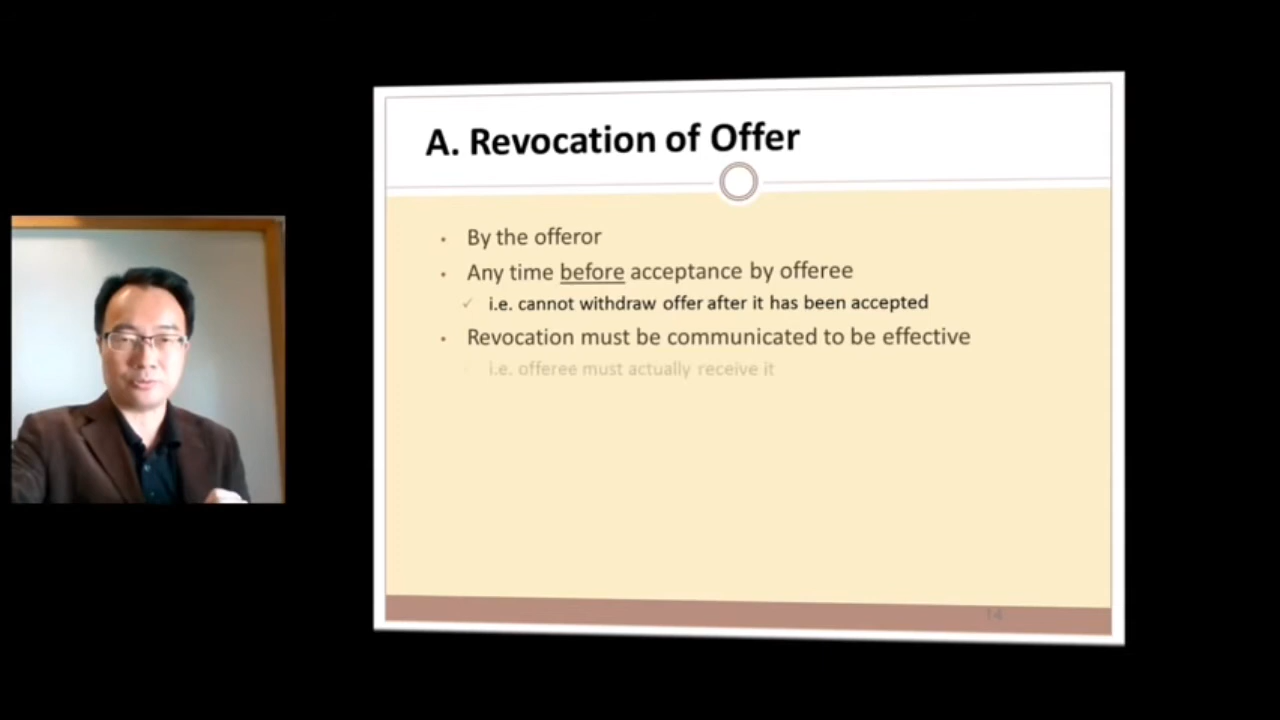 A. Revocation of Offer
• By the offeror
• Any time before acceptance by offeree
✓ i.e. cannot withdraw offer after it has been accepted
• Revocation must be communicated to be effective
i.e. offeree must actually receive it
14